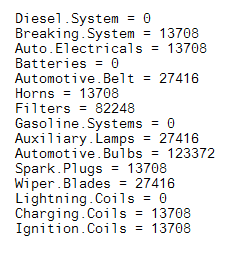 Diesel.System = 0
Breaking.System = 13708
Auto.Electricals = 13708
Batteries = 0
Automotive.Belt = 27416
Horns = 13708
Filters = 82248
Gasoline.Systems = 0
Auxiliary.Lamps = 27416
Automotive.Bulbs = 123372
Spark.Plugs = 13708
Wiper.Blades = 27416
Lightning.Coils = 0
Charging.Coils = 13708
Ignition.Coils = 13708